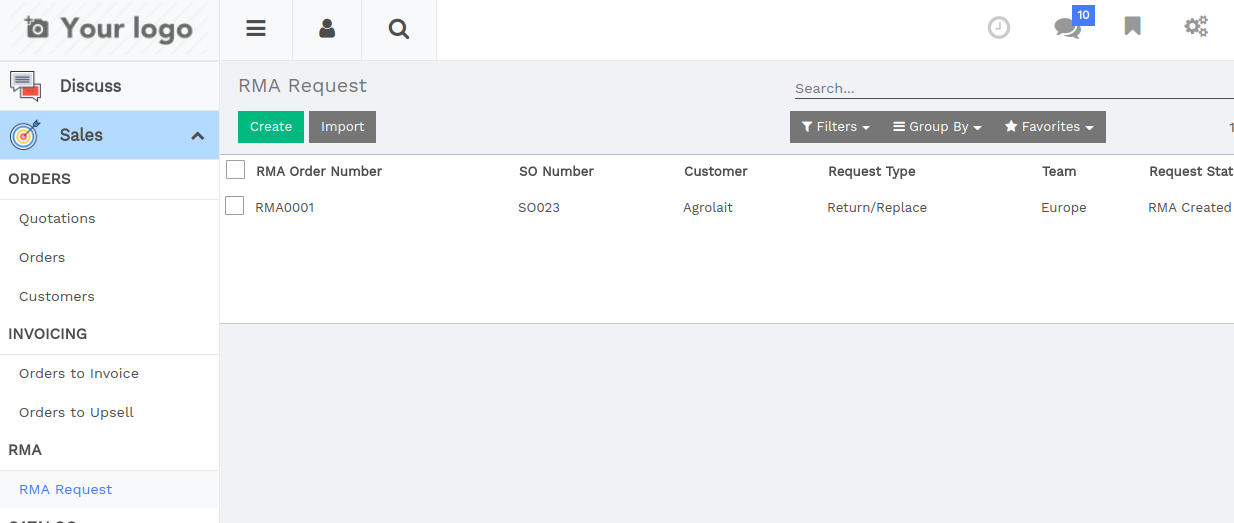 Your logo
10
Discuss
Sales
ORDERS
Quotations
Orders
Customers
INVOICING
Orders to Invoice
Orders to Upsell
RMA
RMA Request
RMA Request
Search...
Create Import
Filters Group By Favorites
RMA Order Number SO Number Customer Request Type Team Request Stat
RMA0001 SO023 Agrolait Return/Replace Europe RMA Created